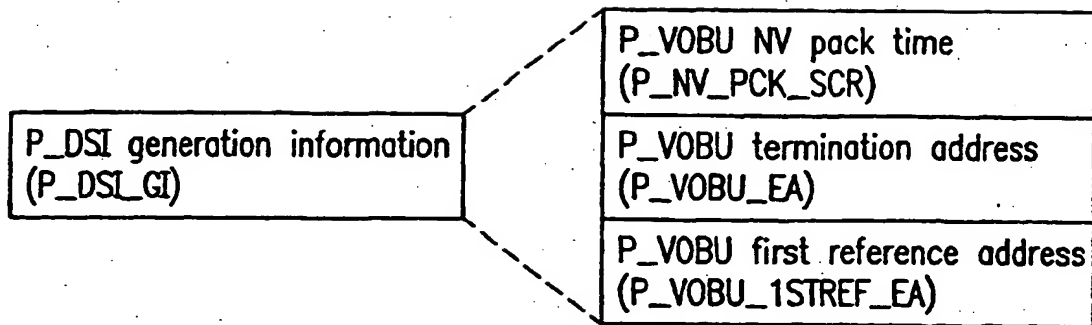 P_DSI generation information
(P_DSI_GI)
P_VOBU NV pack time
(P_NV_PCK_SCR)
P_VOBU termination address
(P_VOBU_EA)
P_VOBU first reference address
(P_VOBU_1STREF_EA)